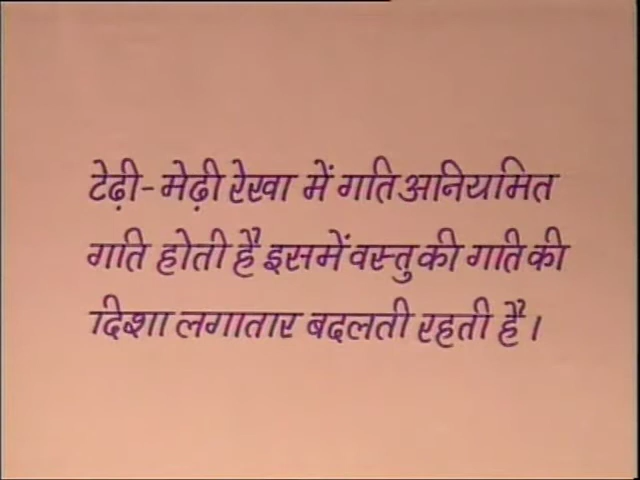 टेढ़ी-मेढ़ी रेखा में गति अनियमित
गति होती है इसमें वस्तु की गति की
दिशा लगातार बदलती रहती है।